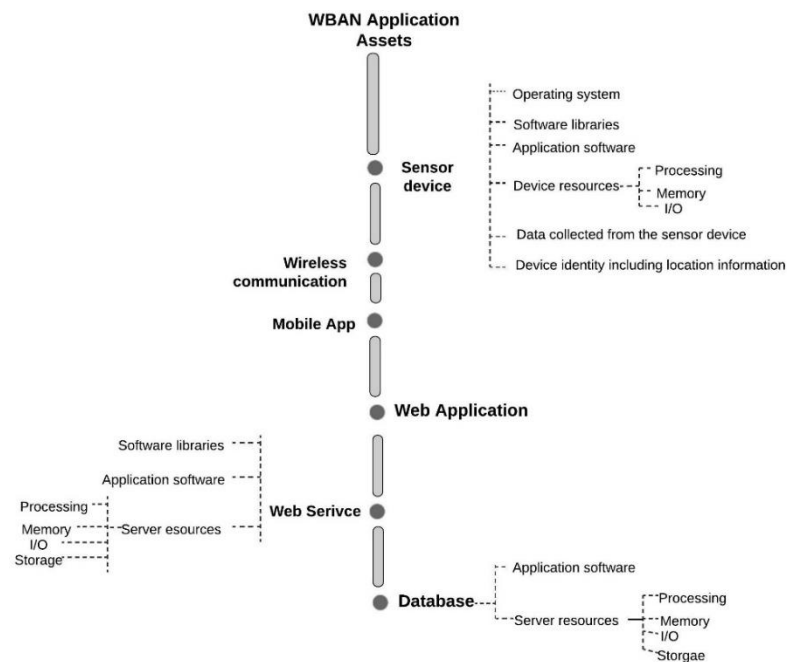 WBAN Application
Assets
Operating system
Software libraries
Application software
Sensor
device
Device resources
Processing
Memory
I/O
Data collected from the sensor device
Device identity including location information
Wireless
communication
Mobile App
Web Application
Software libraries
Application software
Web Serivce
Server esources
Processing
Memory
I/O
Storage
Database
Application software
Server resources
Processing
Memory
I/O
Storgae